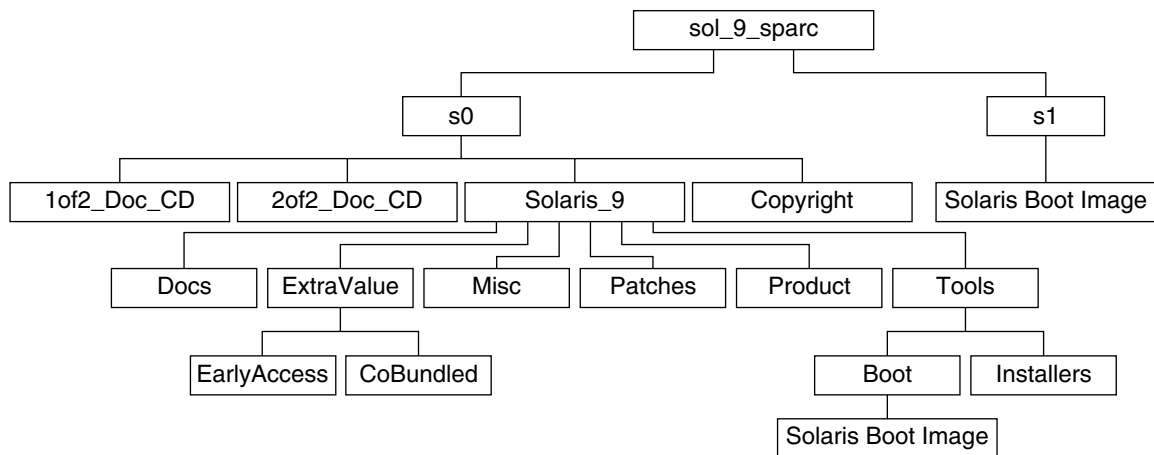 sol_9_sparc
s0
s1
1of2_Doc_CD
2of2_Doc_CD
Solaris_9
Copyright
Solaris Boot Image
Docs
ExtraValue
Misc
Patches
Product
Tools
EarlyAccess
CoBundled
Boot
Installers
Solaris Boot Image